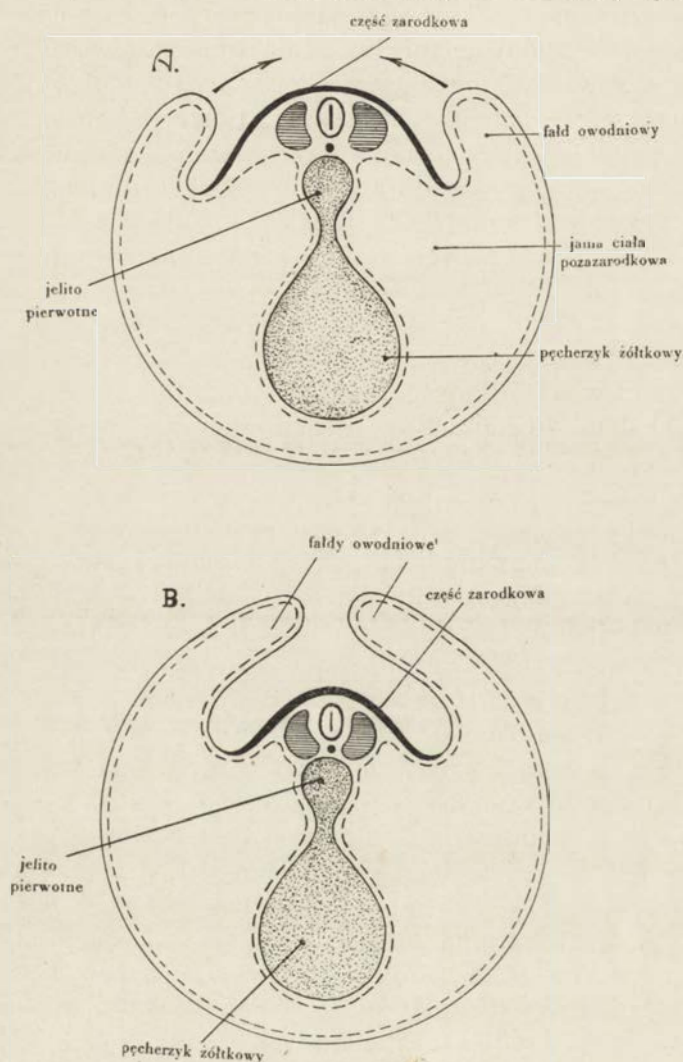 część zarodkowa
A.
fałd owodniowy
jama ciała
pozazarodkowa
jelito
pierwotne
pęcherzyk żółtkowy
fałdy owodniowe
B.
część zarodkowa
jelito
pierwotne
pęcherzyk żółtkowy